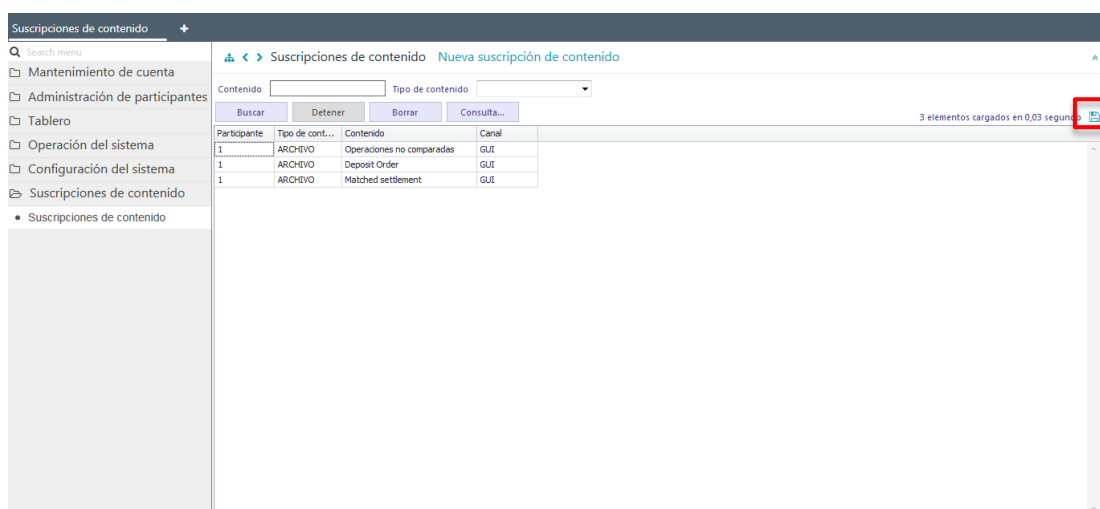 Suscripciones de contenido +
Search menu
Mantenimiento de cuenta
Administración de participantes
Tablero
Operación del sistema
Configuración del sistema
Suscripciones de contenido
Suscripciones de contenido
Suscripciones de contenido Nueva suscripción de contenido
Contenido Tipo de contenido
Buscar Detener Borrar Consulta...
3 elementos cargados en 0,03 segundo
Participante Tipo de cont... Contenido Canal
1 ARCHIVO Operaciones no comparadas GUI
1 ARCHIVO Deposit Order GUI
1 ARCHIVO Matched settlement GUI